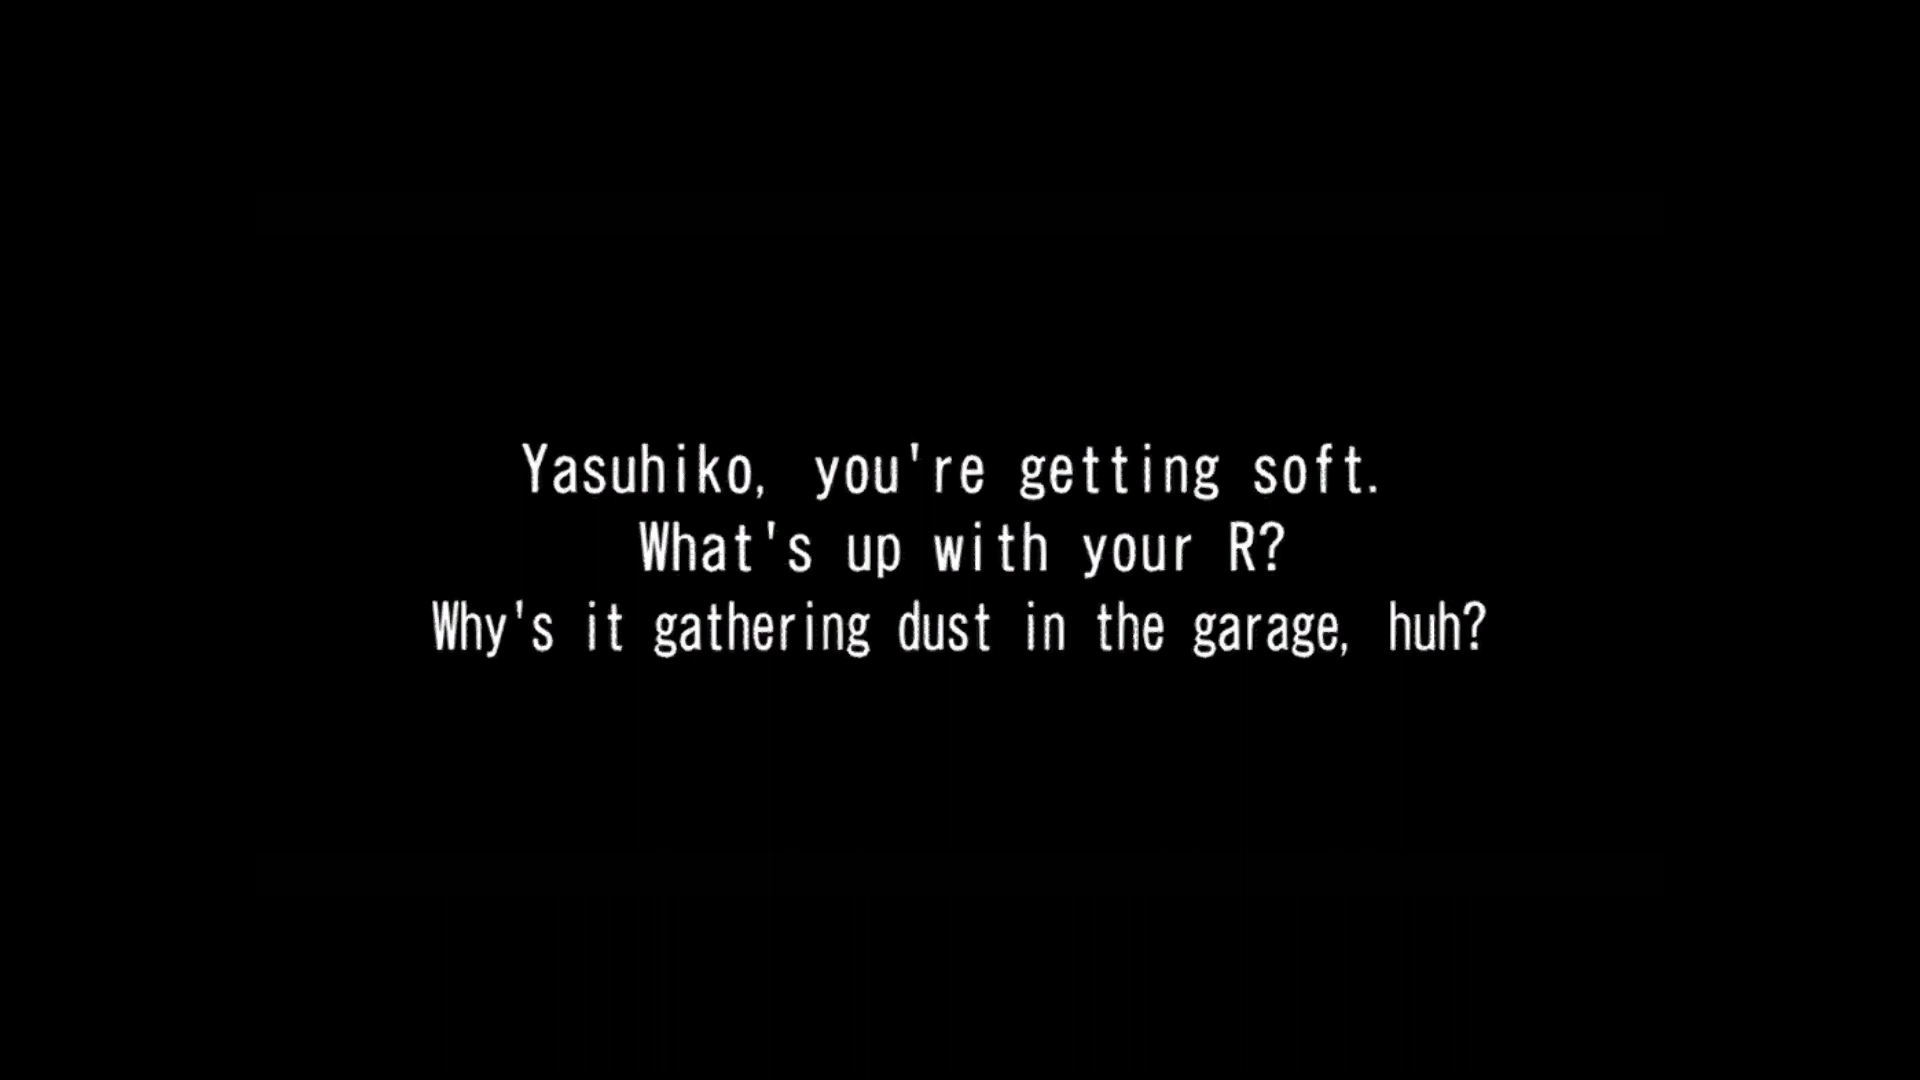 Yasuhiko, you're getting soft.
What's up with your R?
Why's it gathering dust in the garage, huh?